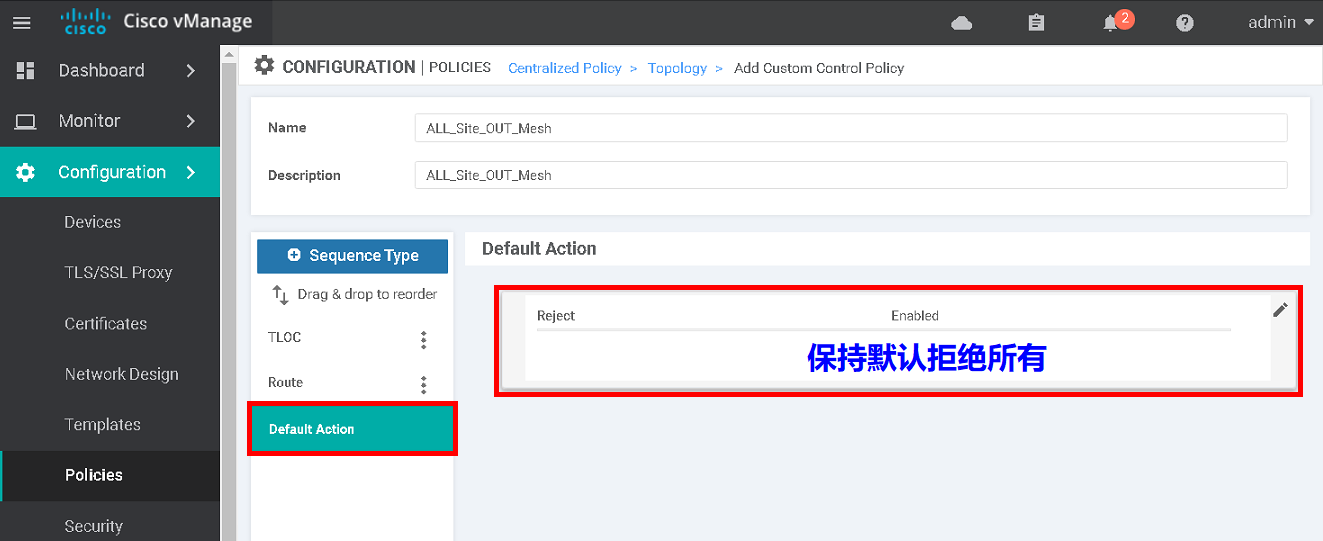 cisco Cisco vManage
2
admin
Dashboard
Monitor
Configuration
Devices
TLS/SSL Proxy
Certificates
Network Design
Templates
Policies
Security
CONFIGURATION | POLICIES Centralized Policy > Topology > Add Custom Control Policy
Name ALL_Site_OUT_Mesh
Description ALL_Site_OUT_Mesh
Sequence Type
Drag & drop to reorder
TLOC
Route
Default Action
Default Action
Reject Enabled
保持默认拒绝所有